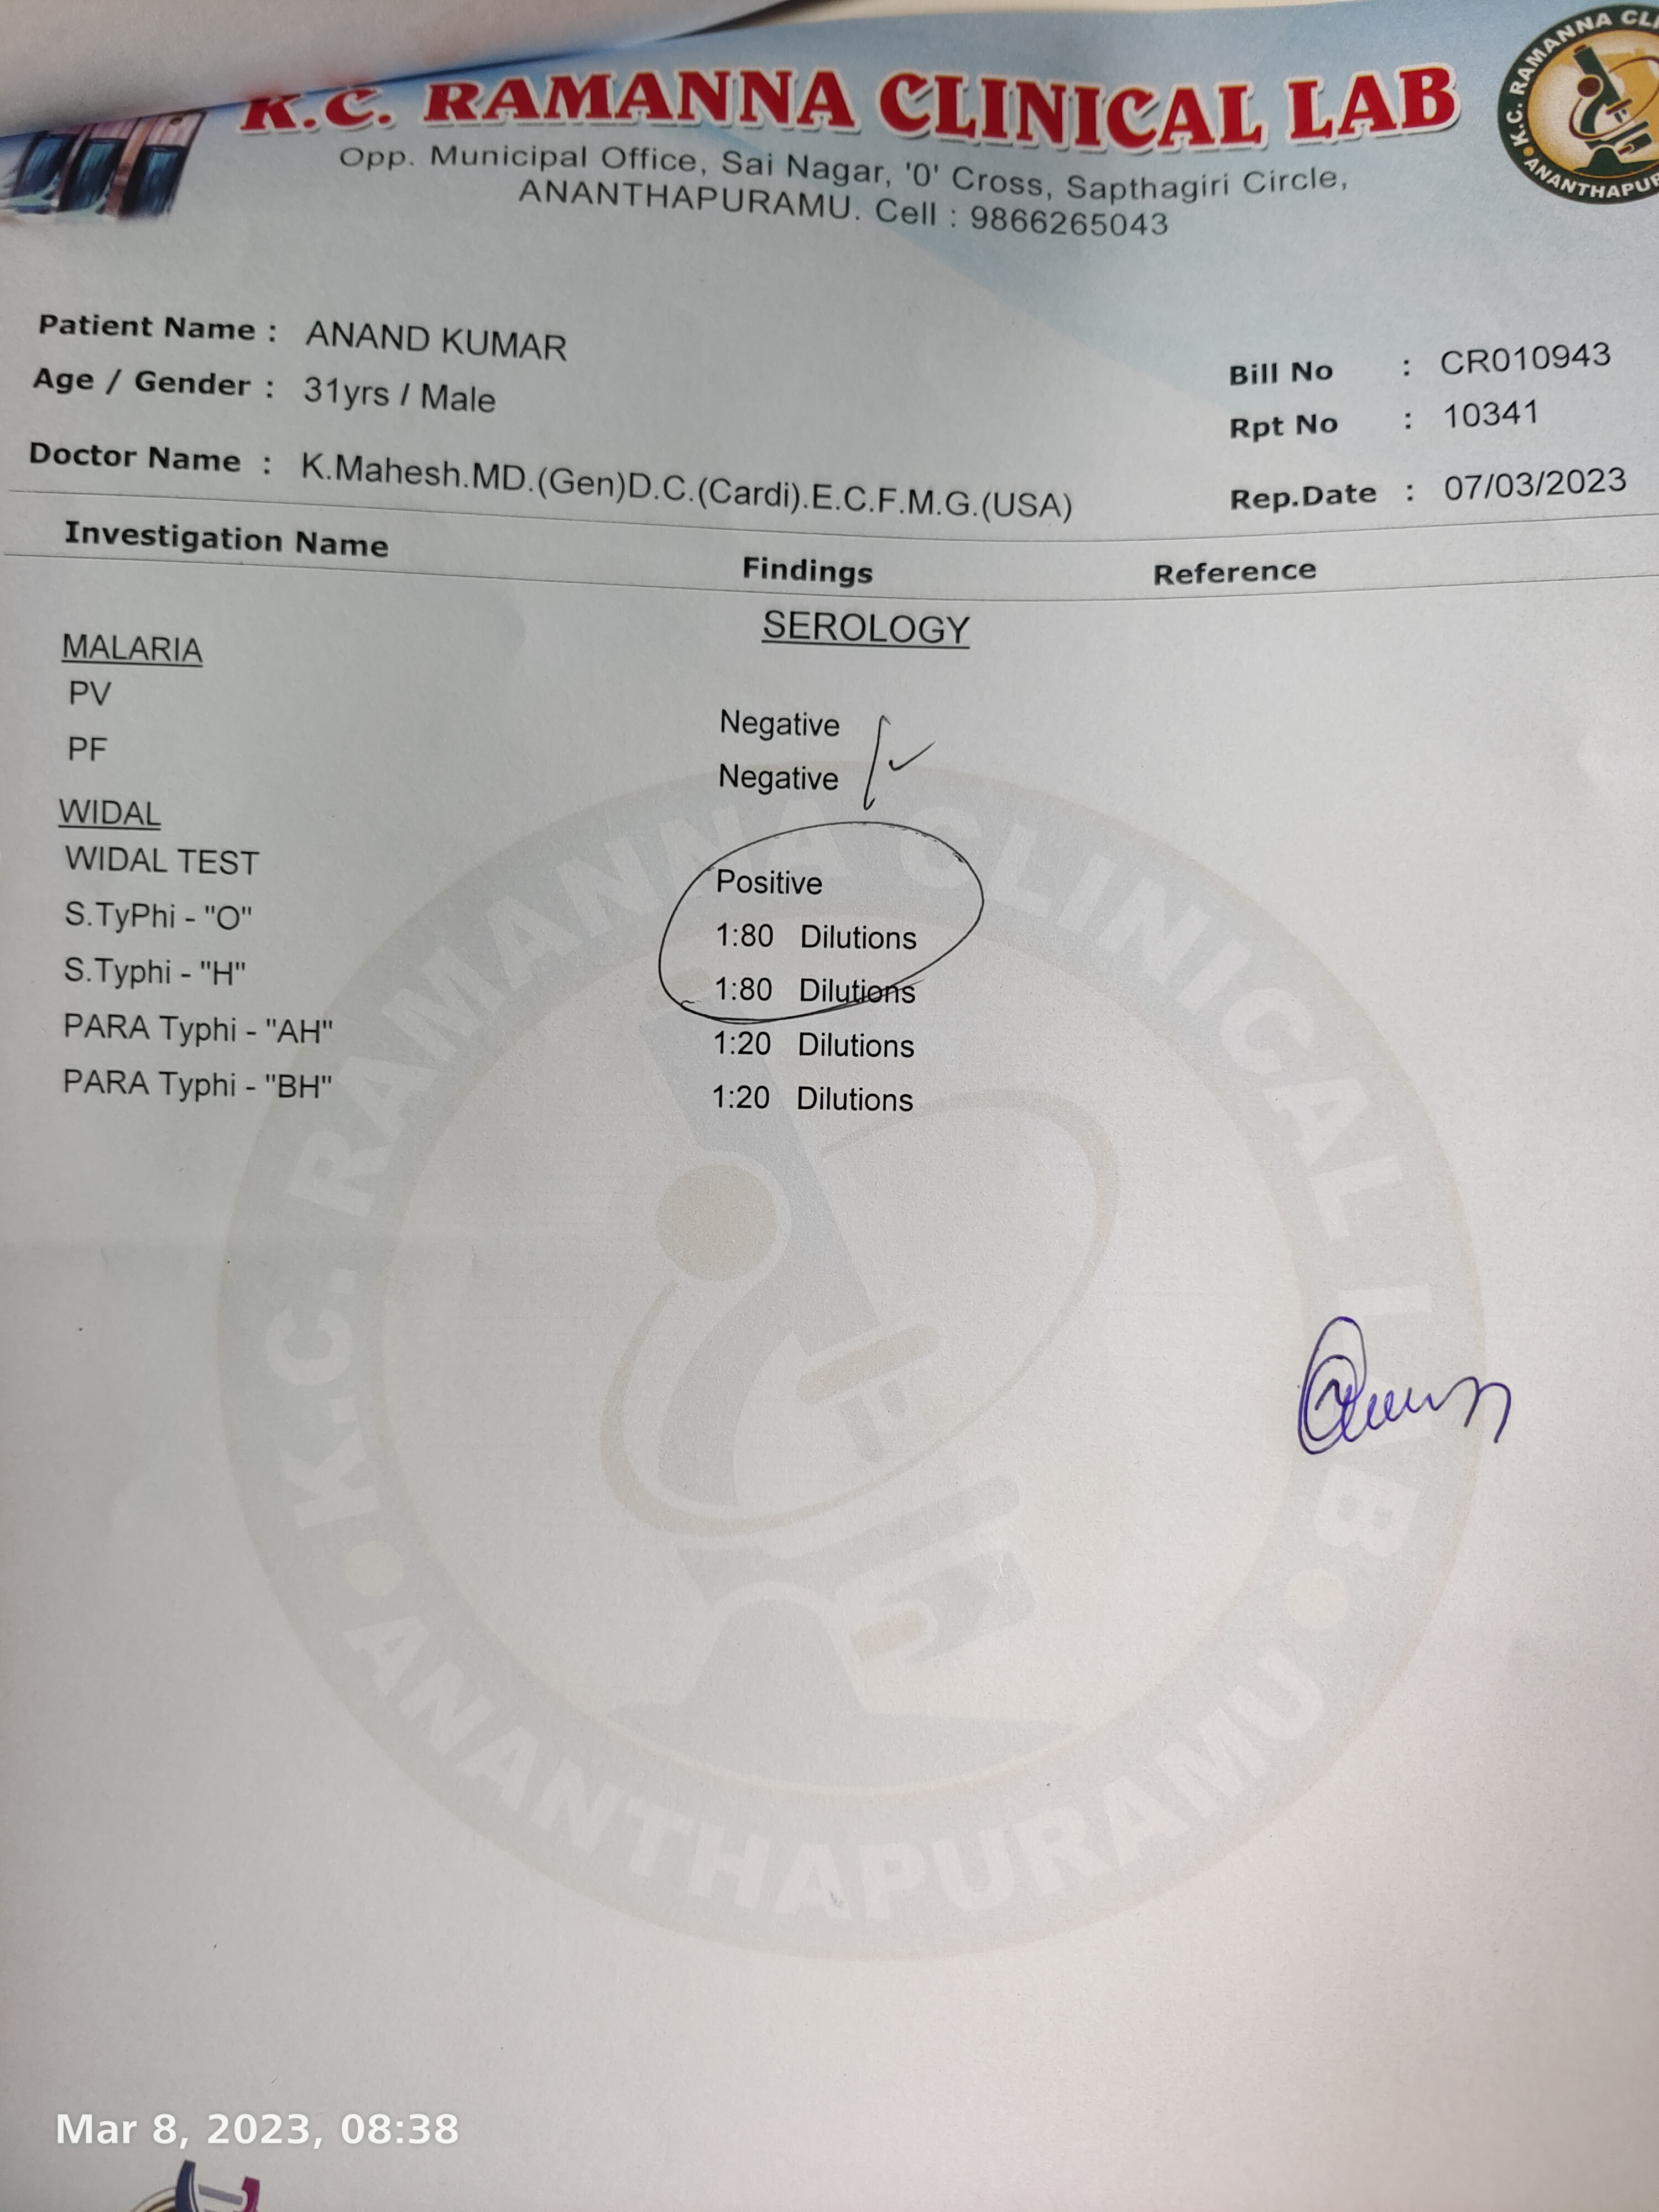 K.C. RAMANNA CLINICAL LAB
Opp. Municipal Office, Sai Nagar, '0' Cross, Sapthagiri Circle,
ANANTHAPURAMU. Cell : 9866265043
K.C. RAMANNA CLI
ANANTHAPUR
Patient Name : ANAND KUMAR
Age / Gender : 31yrs / Male
Doctor Name : K.Mahesh.MD.(Gen)D.C.(Cardi).E.C.F.M.G.(USA)
Bill No : CR010943
Rpt No : 10341
Rep.Date : 07/03/2023
Investigation Name Findings Reference
SEROLOGY
MALARIA
PV Negative
PF Negative
WIDAL
WIDAL TEST Positive
S.TyPhi - "O" 1:80 Dilutions
S.Typhi - "H" 1:80 Dilutions
PARA Typhi - "AH" 1:20 Dilutions
PARA Typhi - "BH" 1:20 Dilutions
K.C. RAMANNA CLINICAL LAB
ANANTHAPURAMU
Mar 8, 2023, 08:38